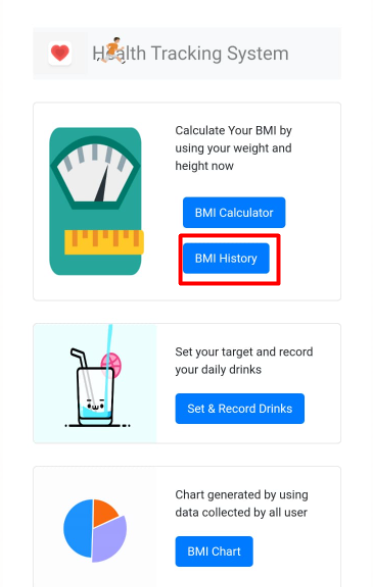 Health Tracking System
Calculate Your BMI by
using your weight and
height now
BMI Calculator
BMI History
Set your target and record
your daily drinks
Set & Record Drinks
Chart generated by using
data collected by all user
BMI Chart